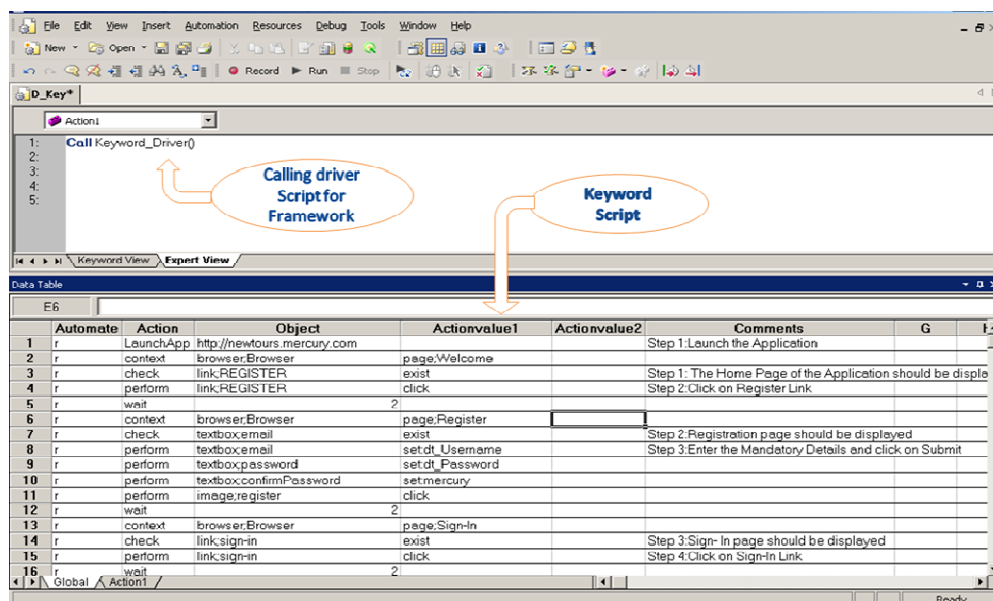 File Edit View Insert Automation Resources Debug Tools Window Help
New Open
Record Run Stop
D_Key*
Action1
1: Call Keyword_Driver()
2:
3:
4:
5:
Calling driver
Script for
Framework
Keyword
Script
Keyword View Expert View
Data Table
E6
Automate Action Object Actionvalue1 Actionvalue2 Comments G H
1 r LaunchApp http://newtours.mercury.com Step 1:Launch the Application
2 r context browser;Browser page;Welcome
3 r check link;REGISTER exist Step 1: The Home Page of the Application should be displa
4 r perform link;REGISTER click Step 2:Click on Register Link
5 r wait 2
6 r context browser;Browser page;Register
7 r check textbox;email exist Step 2:Registration page should be displayed
8 r perform textbox;email set:dt_Username Step 3:Enter the Mandatory Details and click on Submit
9 r perform textbox;password set:dt_Password
10 r perform textbox;confirmPassword set:mercury
11 r perform image;register click
12 r wait 2
13 r context browser;Browser page;Sign-In
14 r check link;sign-in exist Step 3:Sign- In page should be displayed
15 r perform link;sign-in click Step 4:Click on Sign-In Link
16 r wait 2
Global Action1
Ready